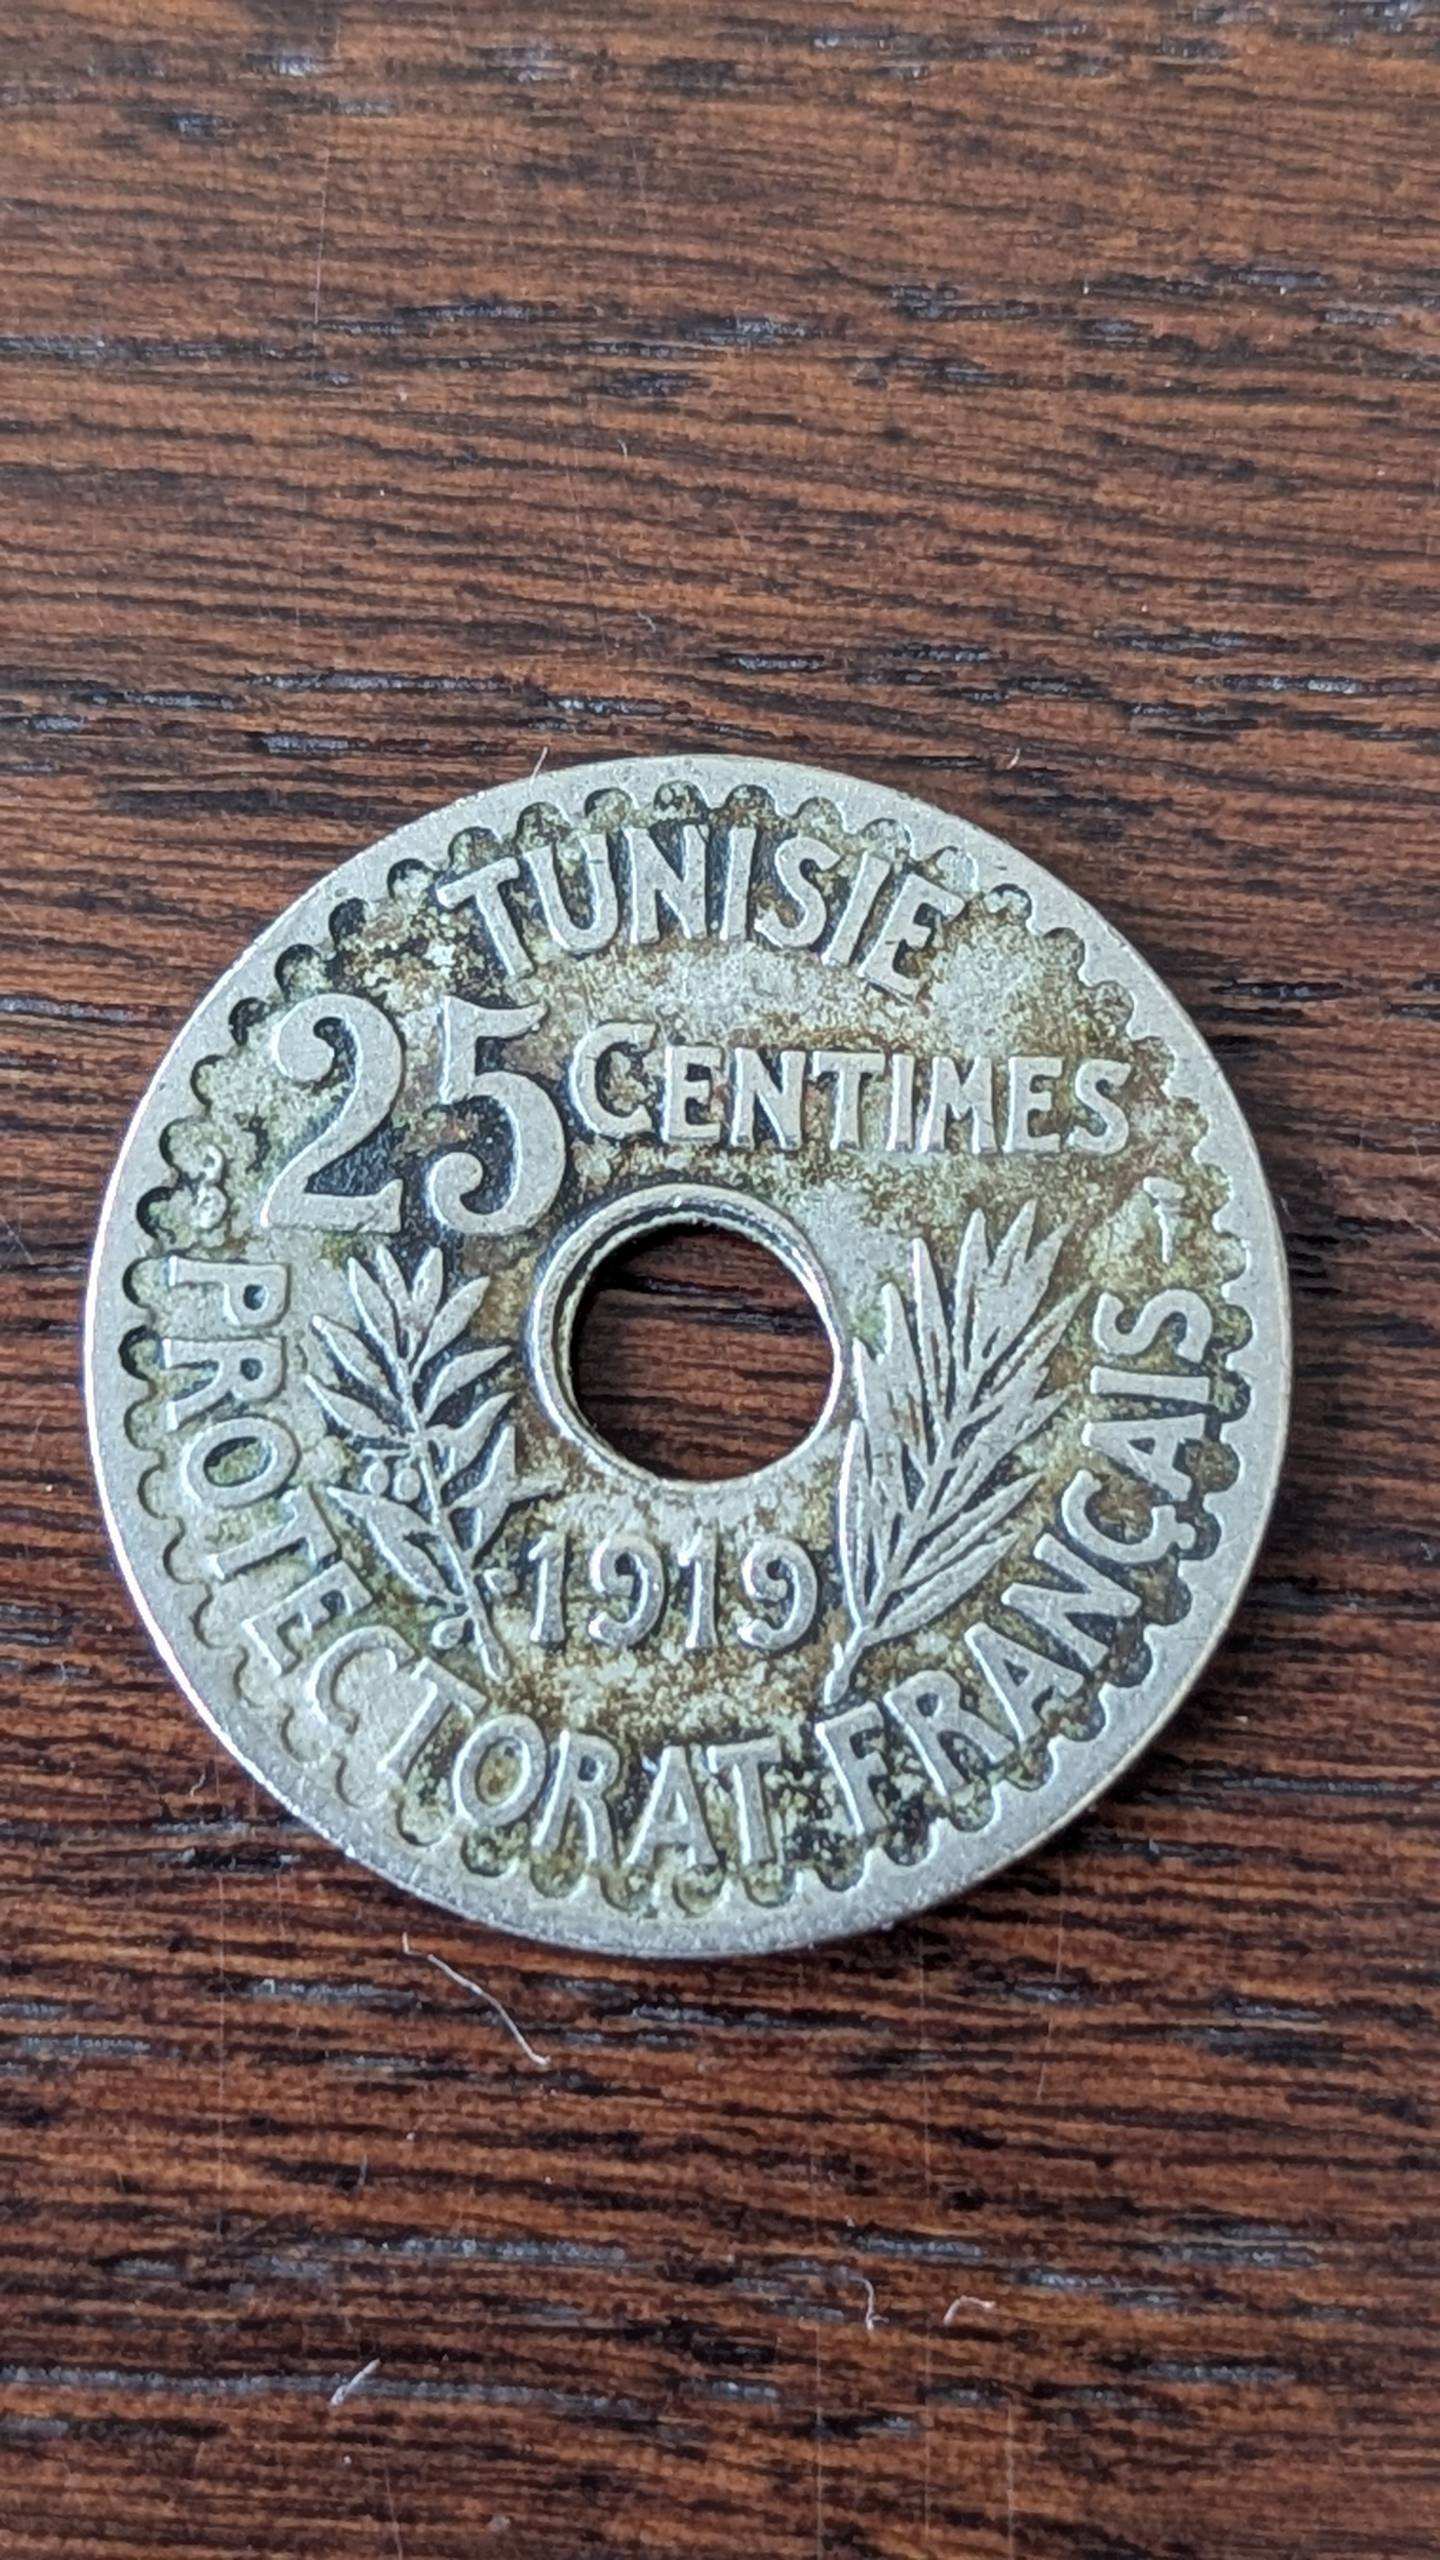 TUNISIE
25 CENTIMES
1919
PROTECTORAT FRANÇAIS